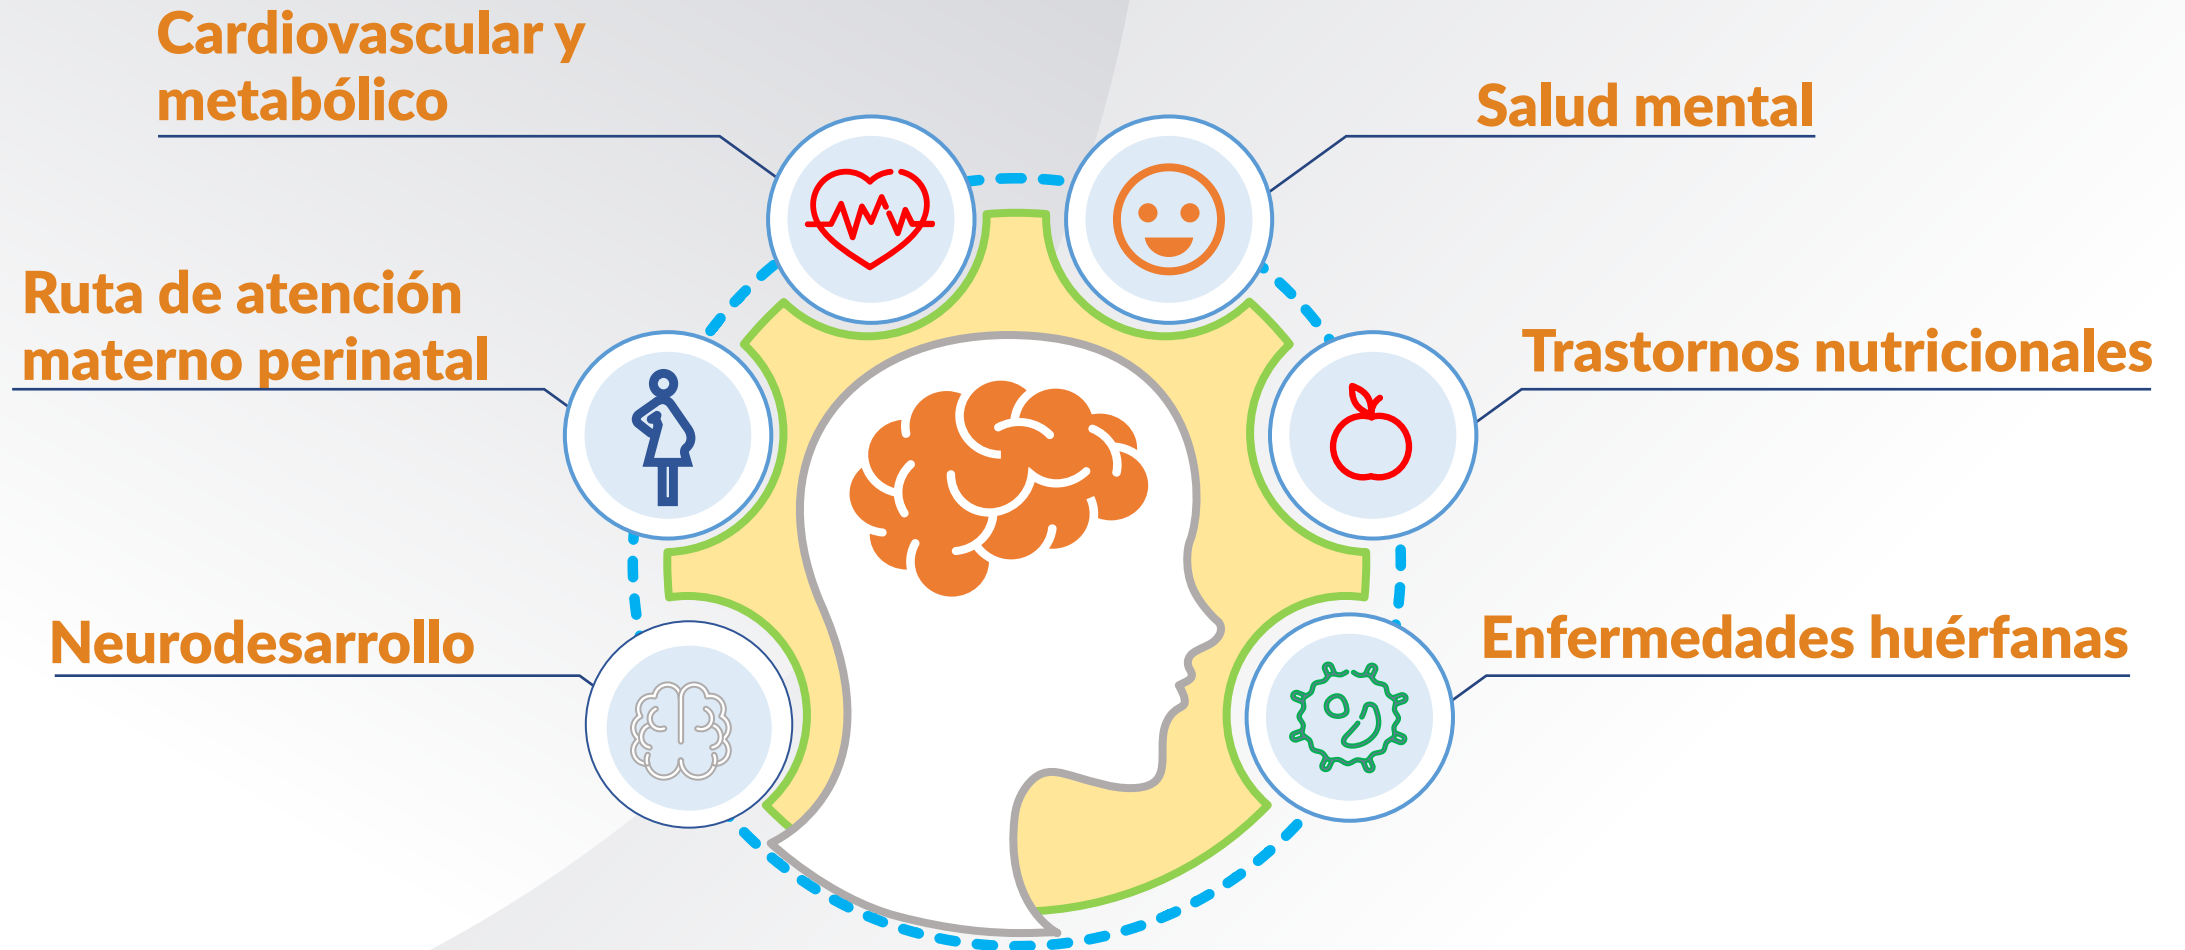 Cardiovascular y
metabólico
Salud mental
Ruta de atención
materno perinatal
Trastornos nutricionales
Neurodesarrollo
Enfermedades huérfanas